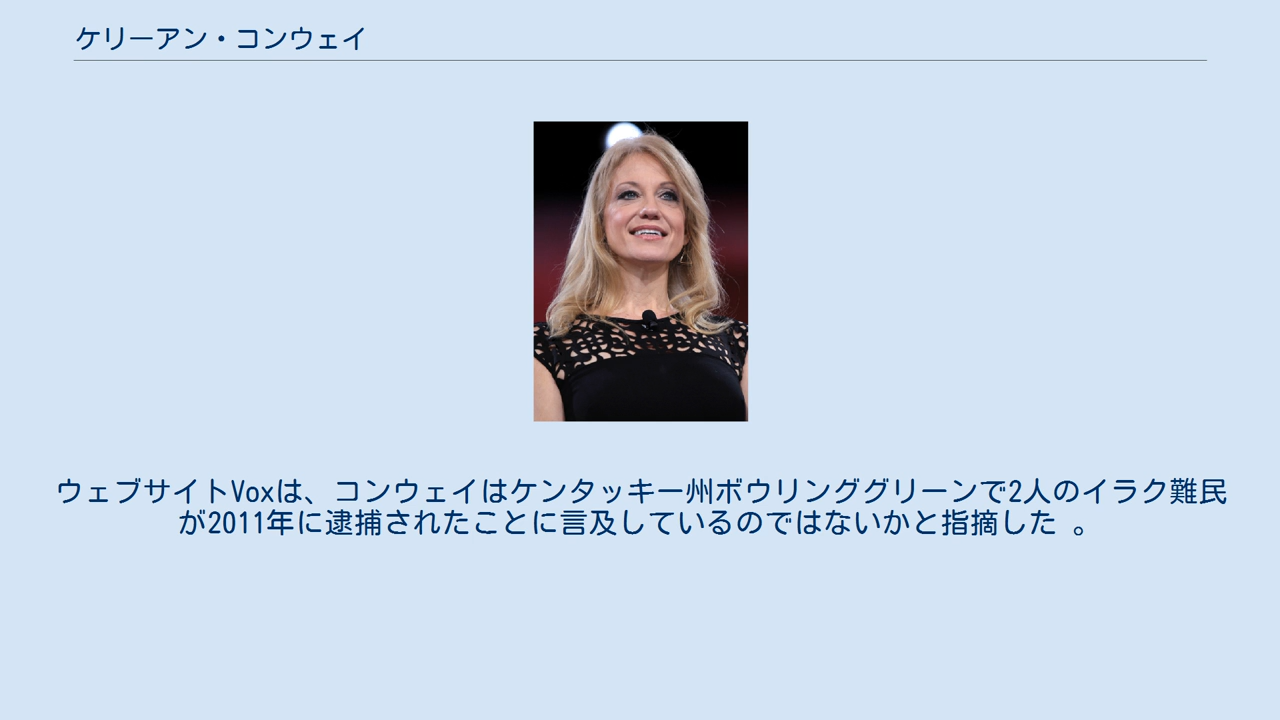 ケリーアン・コンウェイ
ウェブサイトVoxは、コンウェイはケンタッキー州ボウリンググリーンで2人のイラク難民
が2011年に逮捕されたことに言及しているのではないかと指摘した 。